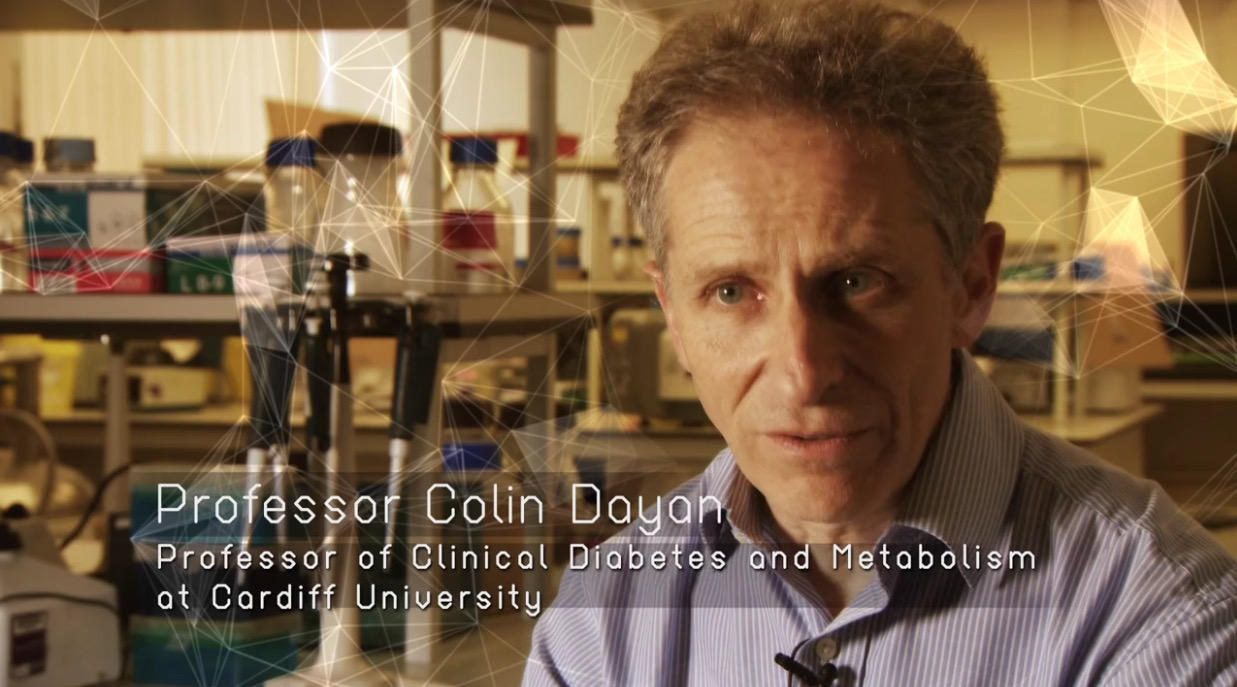 Professor Colin Dayan
Professor of Clinical Diabetes and Metabolism
at Cardiff University